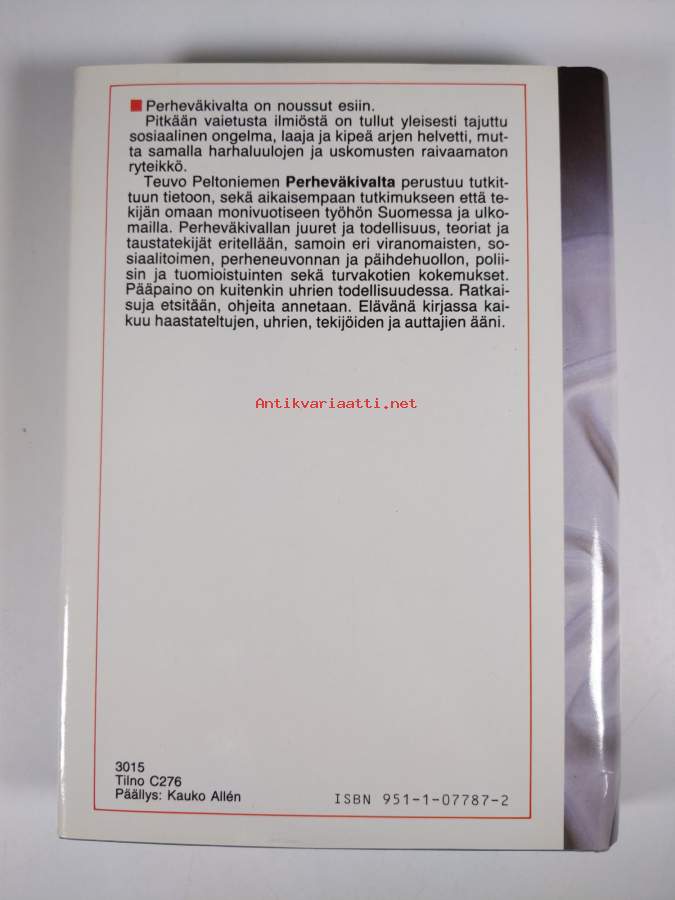 ■ Perheväkivalta on noussut esiin.
Pitkään vaietusta ilmiöstä on tullut yleisesti tajuttu
sosiaalinen ongelma, laaja ja kipeä arjen helvetti, mut-
ta samalla harhaluulojen ja uskomusten raivaamaton
ryteikkö.
Teuvo Peltoniemen Perheväkivalta perustuu tutkit-
tuun tietoon, sekä aikaisempaan tutkimukseen että te-
kijän omaan monivuotiseen työhön Suomessa ja ulko-
mailla. Perheväkivallan juuret ja todellisuus, teoriat ja
taustatekijät eritellään, samoin eri viranomaisten, so-
siaalitoimen, perheneuvonnan ja päihdehuollon, polii-
sin ja tuomioistuinten sekä turvakotien kokemukset.
Pääpaino on kuitenkin uhrien todellisuudessa. Ratkai-
suja etsitään, ohjeita annetaan. Elävänä kirjassa kai-
kuu haastateltujen, uhrien, tekijöiden ja auttajien ääni.
Antikvariaatti.net
3015
Tilno C276
Päällys: Kauko Allén
ISBN 951-1-07787-2